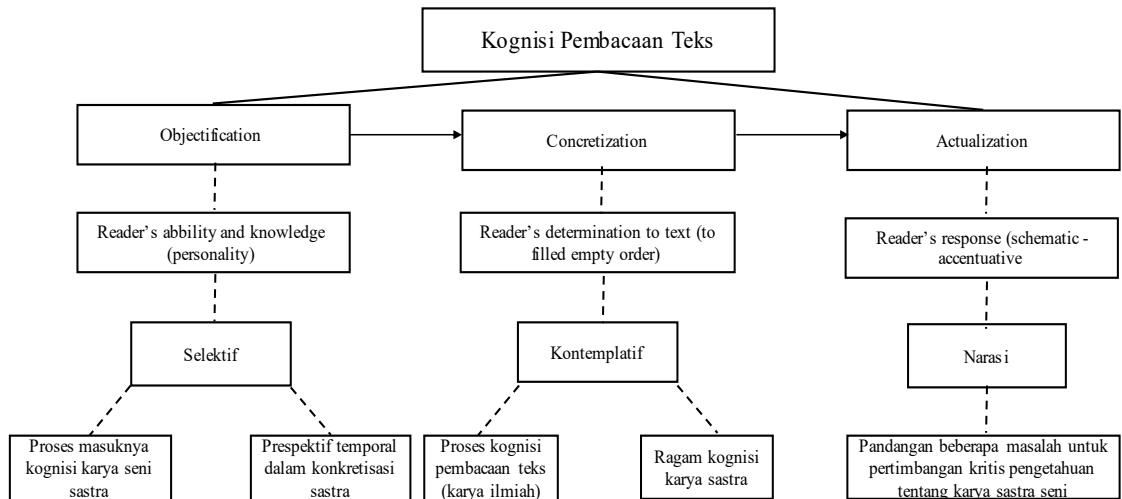 Kognisi Pembacaan Teks
Objectification
Concretization
Actualization
Reader's abbility and knowledge
(personality)
Reader's determination to text (to
filled empty order)
Reader's response (schematic -
accentuative
Selektif
Kontemplatif
Narasi
Proses masuknya
kognisi karya seni
sastra
Prespektif temporal
dalam konkretisasi
sastra
Proses kognisi
pembacaan teks
(karya ilmiah)
Ragam kognisi
karya sastra
Pandangan beberapa masalah untuk
pertimbangan kritis pengetahuan
tentang karya sastra seni